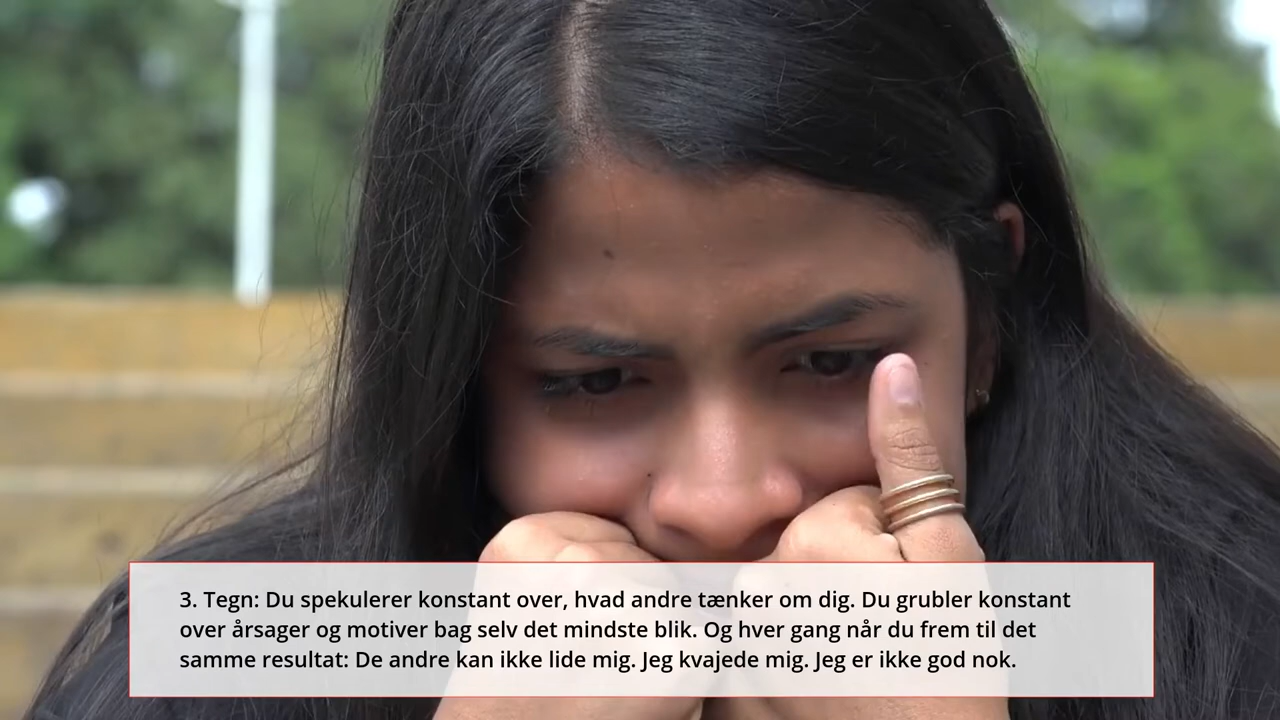 3. Tegn: Du spekulerer konstant over, hvad andre tænker om dig. Du grubler konstant
over årsager og motiver bag selv det mindste blik. Og hver gang når du frem til det
samme resultat: De andre kan ikke lide mig. Jeg kvajede mig. Jeg er ikke god nok.